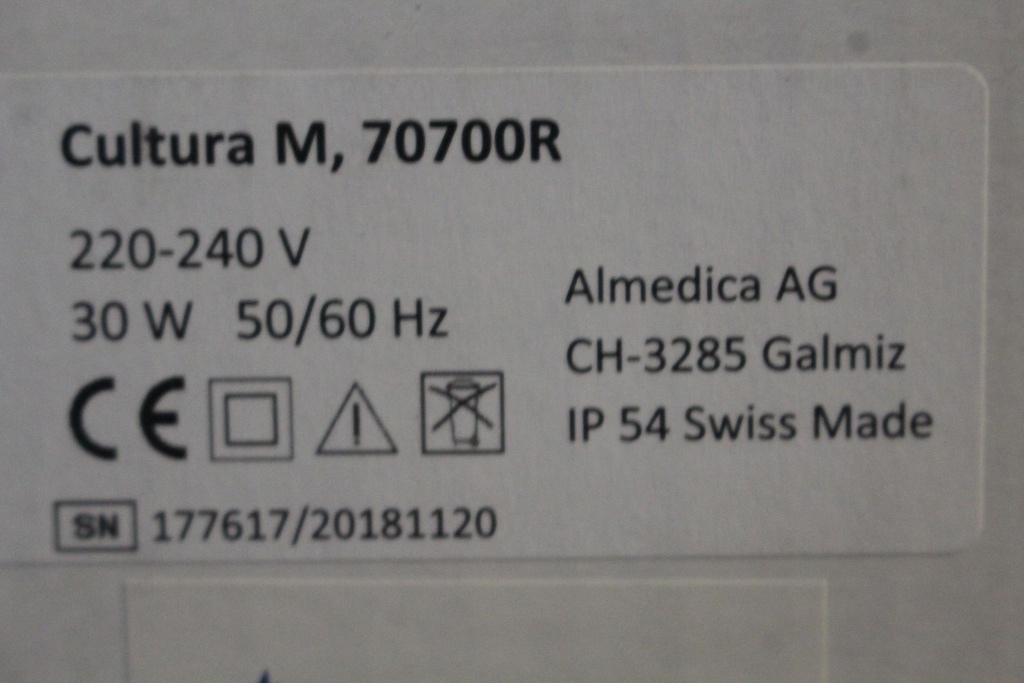 Cultura M, 70700R
220-240 V
30 W 50/60 Hz
CE
SN 177617/20181120
Almedica AG
CH-3285 Galmiz
IP 54 Swiss Made